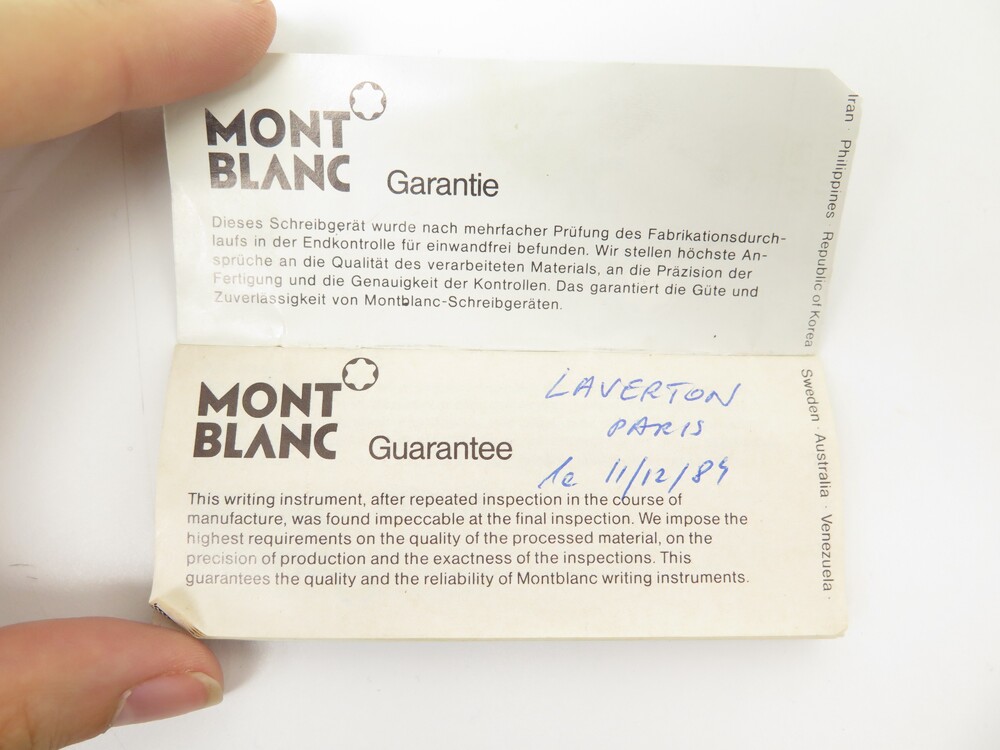 MONT
BLANC Garantie
Dieses Schreibgerät wurde nach mehrfacher Prüfung des Fabrikationsdurch-
laufs in der Endkontrolle für einwandfrei befunden. Wir stellen höchste An-
sprüche an die Qualität des verarbeiteten Materials, an die Präzision der
Fertigung und die Genauigkeit der Kontrollen. Das garantiert die Güte und
Zuverlässigkeit von Montblanc-Schreibgeräten.
Iran · Philippines · Republic of Korea
MONT
BLANC Guarantee
LAVERTON
PARIS
le 11/12/84
This writing instrument, after repeated inspection in the course of
manufacture, was found impeccable at the final inspection. We impose the
highest requirements on the quality of the processed material, on the
precision of production and the exactness of the inspections. This
guarantees the quality and the reliability of Montblanc writing instruments.
Sweden · Australia · Venezuela ·